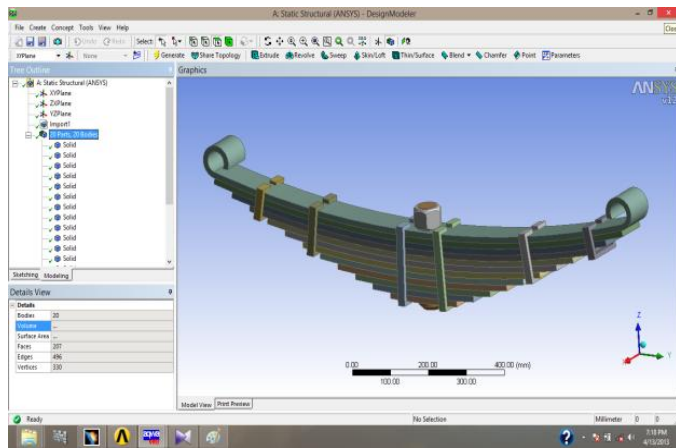 A: Static Structural (ANSYS) - DesignModeler
File Create Concept Tools View Help
Undo Redo Select:
XYPlane None Generate Share Topology Extrude Revolve Sweep Skin/Loft Thin/Surface Blend Chamfer Point Parameters
Tree Outline
A: Static Structural (ANSYS)
XYPlane
ZXPlane
YZPlane
Import1
20 Parts, 20 Bodies
Solid
Solid
Solid
Solid
Solid
Solid
Solid
Solid
Solid
Solid
Solid
Solid
Sketching Modeling
Details View
Details
Bodies 20
Volume ...
Surface Area ...
Faces 207
Edges 496
Vertices 330
Graphics
ANSYS
Z
Y
X
0.00 200.00 400.00 (mm)
100.00 300.00
Model View Print Preview
Ready No Selection Millimeter 0 0
7:18 PM
4/13/2013